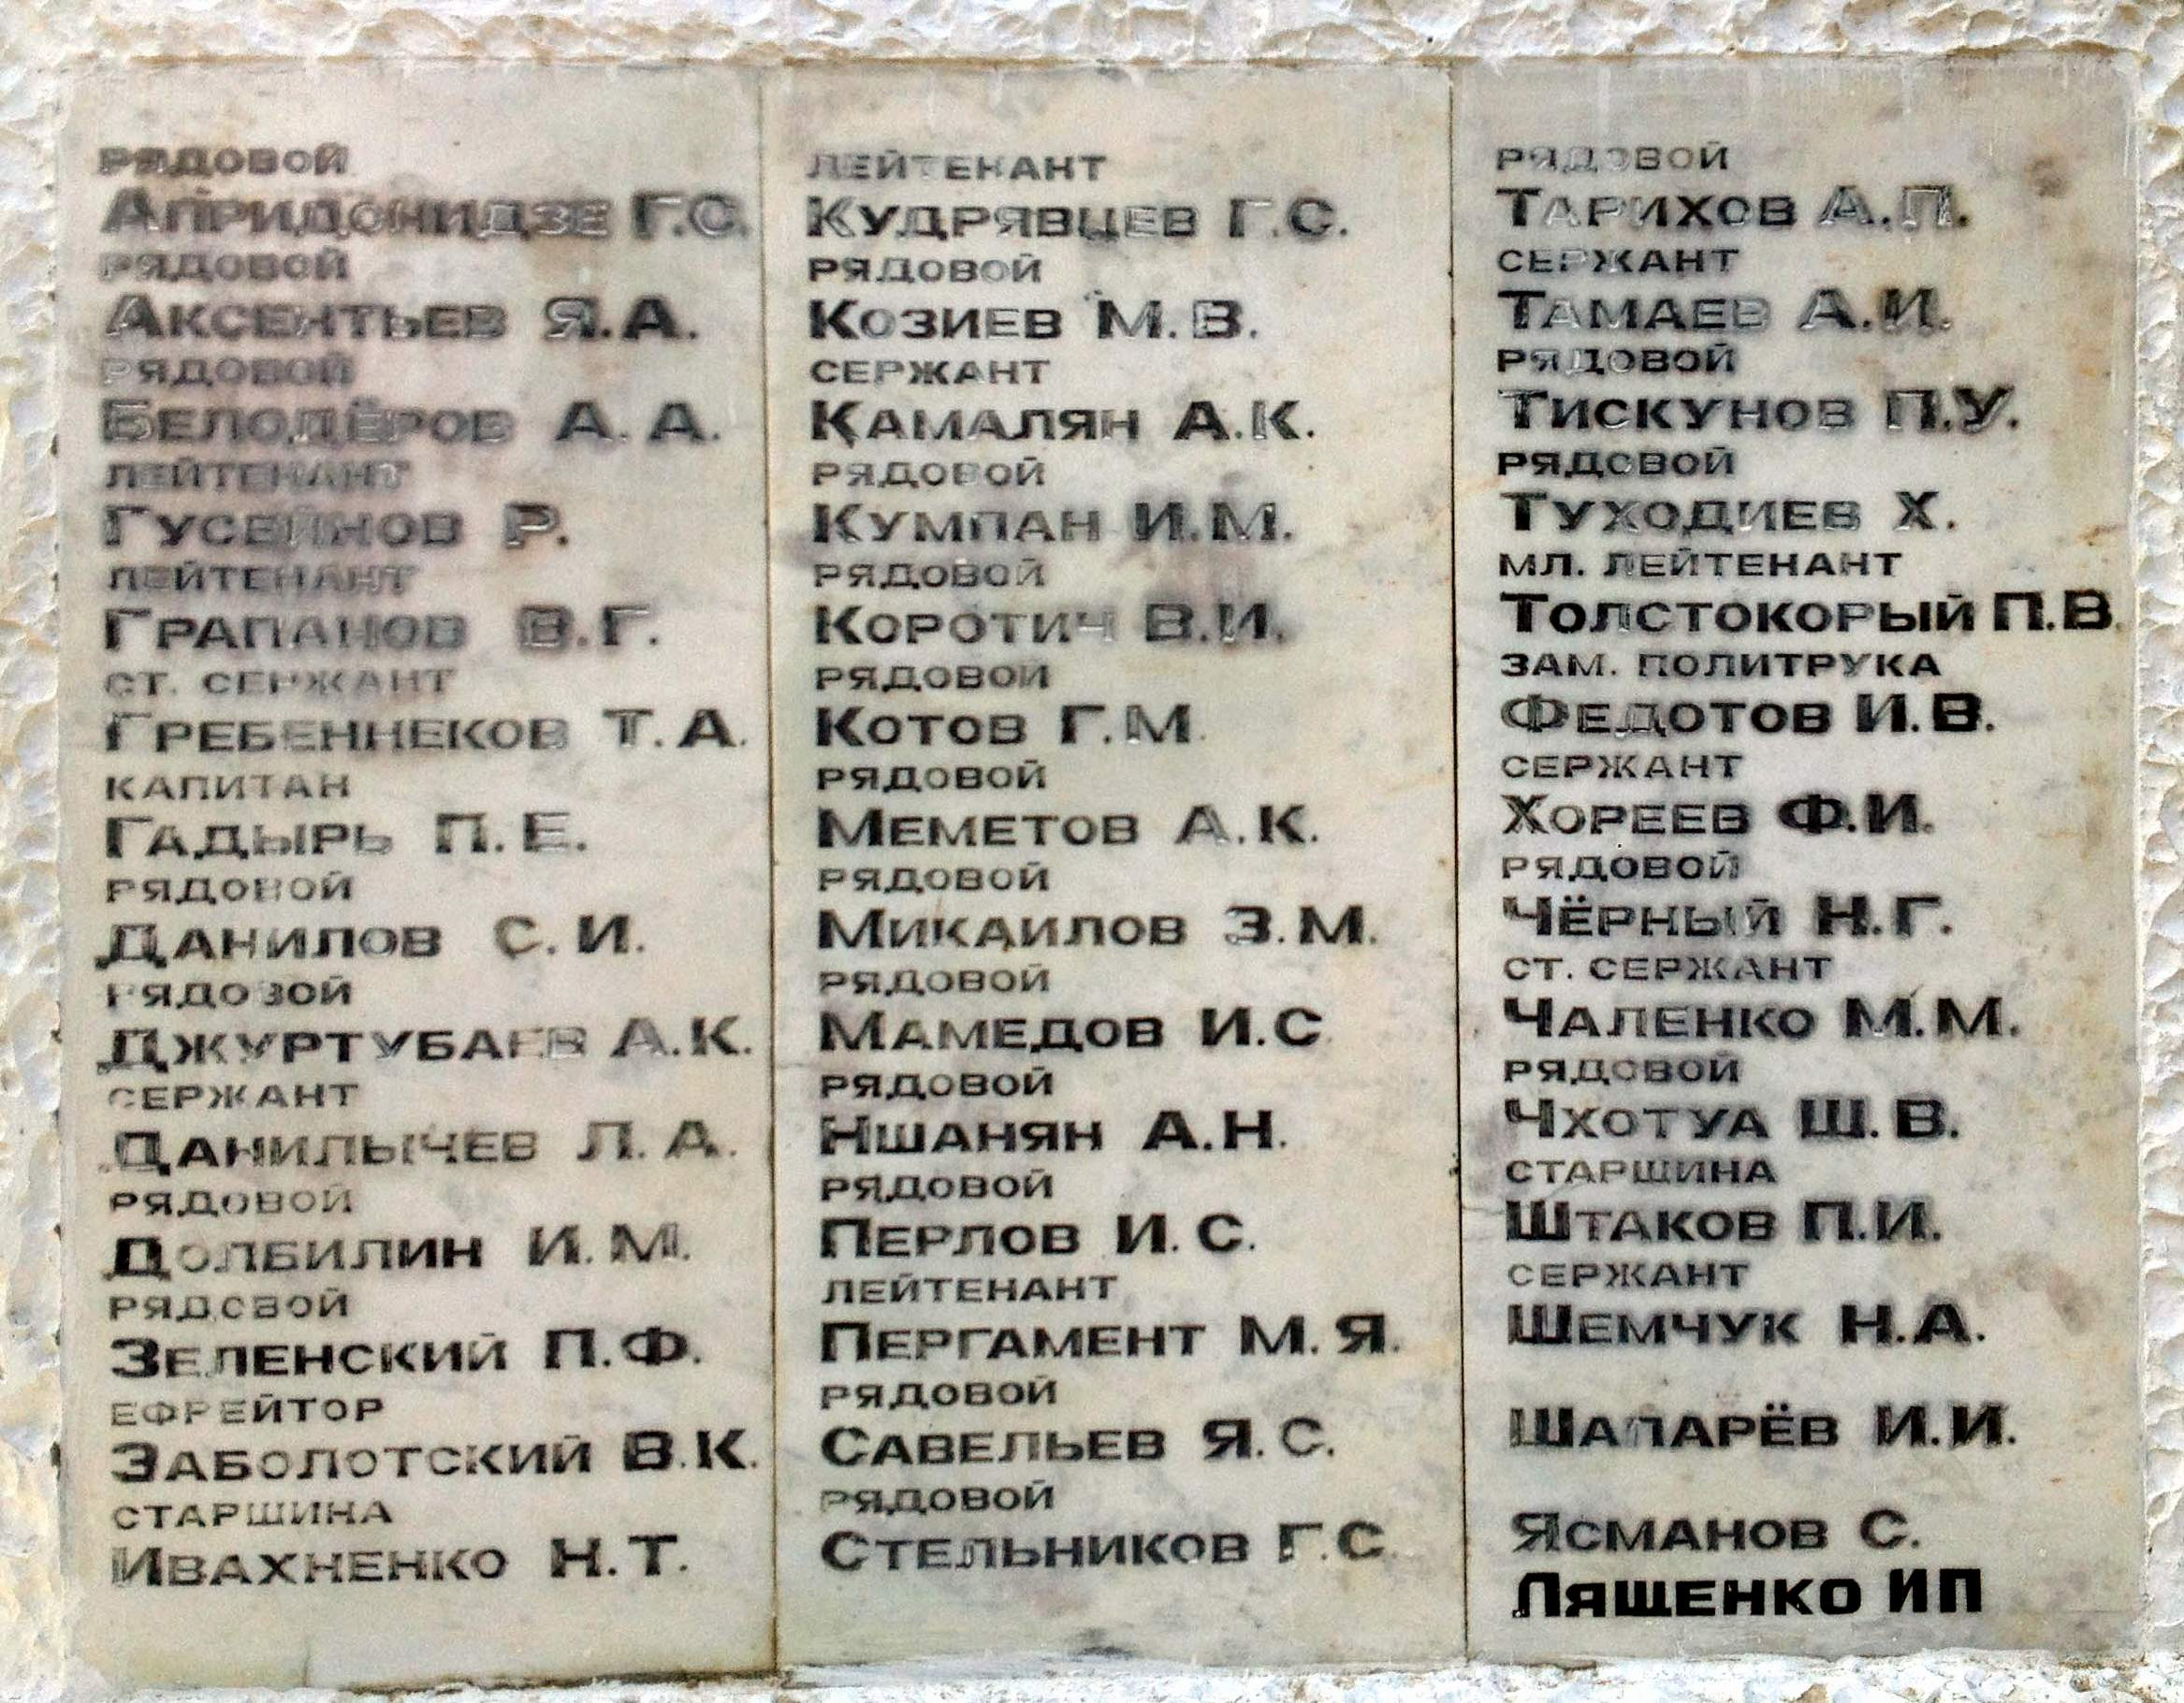 РЯДОВОЙ
АПРИДОНИДЗЕ Г.С.
РЯДОВОЙ
АКСЕНТЬЕВ Я.А.
РЯДОВОЙ
БЕЛОДЁРОВ А.А.
ЛЕЙТЕНАНТ
ГУСЕЙНОВ Р.
ЛЕЙТЕНАНТ
ГРАПАНОВ В.Г.
СТ. СЕРЖАНТ
ГРЕБЕННЕКОВ Т.А.
КАПИТАН
ГАДЫРЬ П.Е.
РЯДОВОЙ
ДАНИЛОВ С.И.
РЯДОВОЙ
ДЖУРТУБАЕВ А.К.
СЕРЖАНТ
ДАНИЛЫЧЕВ Л.А.
РЯДОВОЙ
ДОЛБИЛИН И.М.
РЯДОВОЙ
ЗЕЛЕНСКИЙ П.Ф.
ЕФРЕЙТОР
ЗАБОЛОТСКИЙ В.К.
СТАРШИНА
ИВАХНЕНКО Н.Т.
ЛЕЙТЕНАНТ
КУДРЯВЦЕВ Г.С.
РЯДОВОЙ
КОЗИЕВ М.В.
СЕРЖАНТ
КАМАЛЯН А.К.
РЯДОВОЙ
КУМПАН И.М.
РЯДОВОЙ
КОРОТИЧ В.И.
РЯДОВОЙ
КОТОВ Г.М.
РЯДОВОЙ
МЕМЕТОВ А.К.
РЯДОВОЙ
МИКАИЛОВ З.М.
РЯДОВОЙ
МАМЕДОВ И.С
РЯДОВОЙ
НШАНЯН А.Н.
РЯДОВОЙ
ПЕРЛОВ И.С.
ЛЕЙТЕНАНТ
ПЕРГАМЕНТ М.Я.
РЯДОВОЙ
САВЕЛЬЕВ Я.С.
РЯДОВОЙ
СТЕЛЬНИКОВ Г.С.
РЯДОВОЙ
ТАРИХОВ А.П.
СЕРЖАНТ
ТАМАЕВ А.И.
РЯДОВОЙ
ТИСКУНОВ П.У.
РЯДОВОЙ
ТУХОДИЕВ Х.
МЛ. ЛЕЙТЕНАНТ
ТОЛСТОКОРЫЙ П.В.
ЗАМ. ПОЛИТРУКА
ФЕДОТОВ И.В.
СЕРЖАНТ
ХОРЕЕВ Ф.И.
РЯДОВОЙ
ЧЁРНЫЙ Н.Г.
СТ. СЕРЖАНТ
ЧАЛЕНКО М.М.
РЯДОВОЙ
ЧХОТУА Ш.В.
СТАРШИНА
ШТАКОВ П.И.
СЕРЖАНТ
ШЕМЧУК Н.А.
ШАПАРЁВ И.И.
ЯСМАНОВ С.
ЛЯЩЕНКО ИП